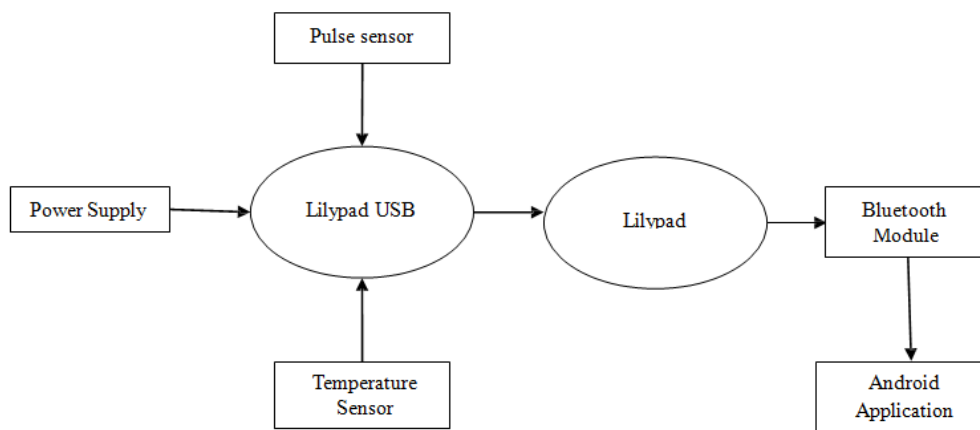 Pulse sensor
Power Supply
Lilypad USB
Lilypad
Bluetooth
Module
Temperature
Sensor
Android
Application